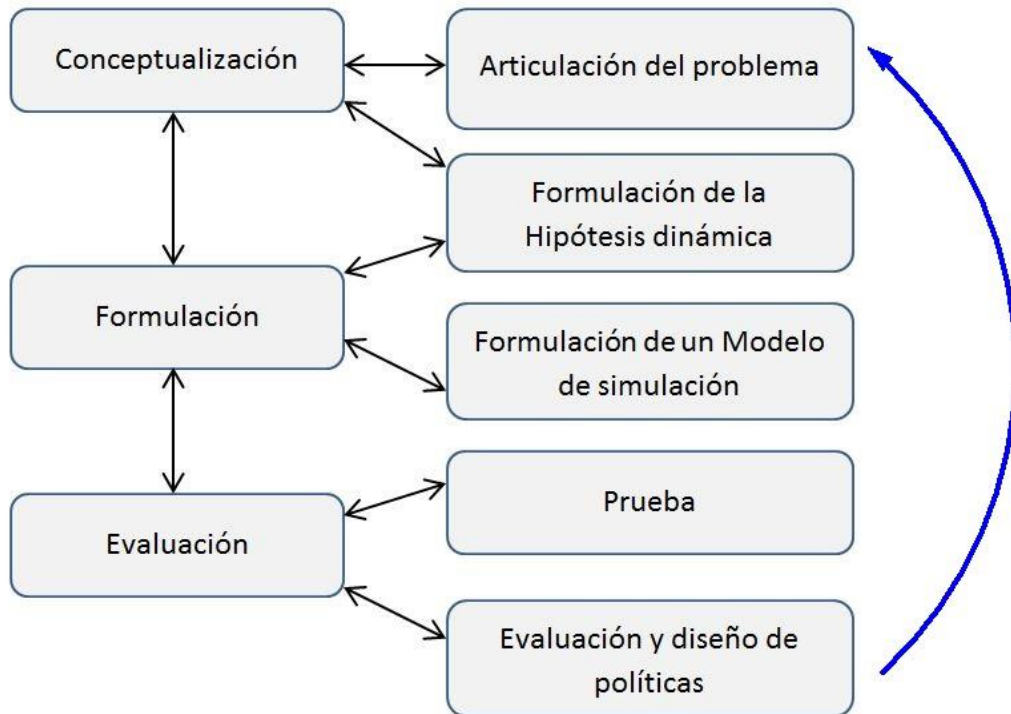 Conceptualización
Articulación del problema
Formulación de la
Hipótesis dinámica
Formulación
Formulación de un Modelo
de simulación
Prueba
Evaluación
Evaluación y diseño de
políticas